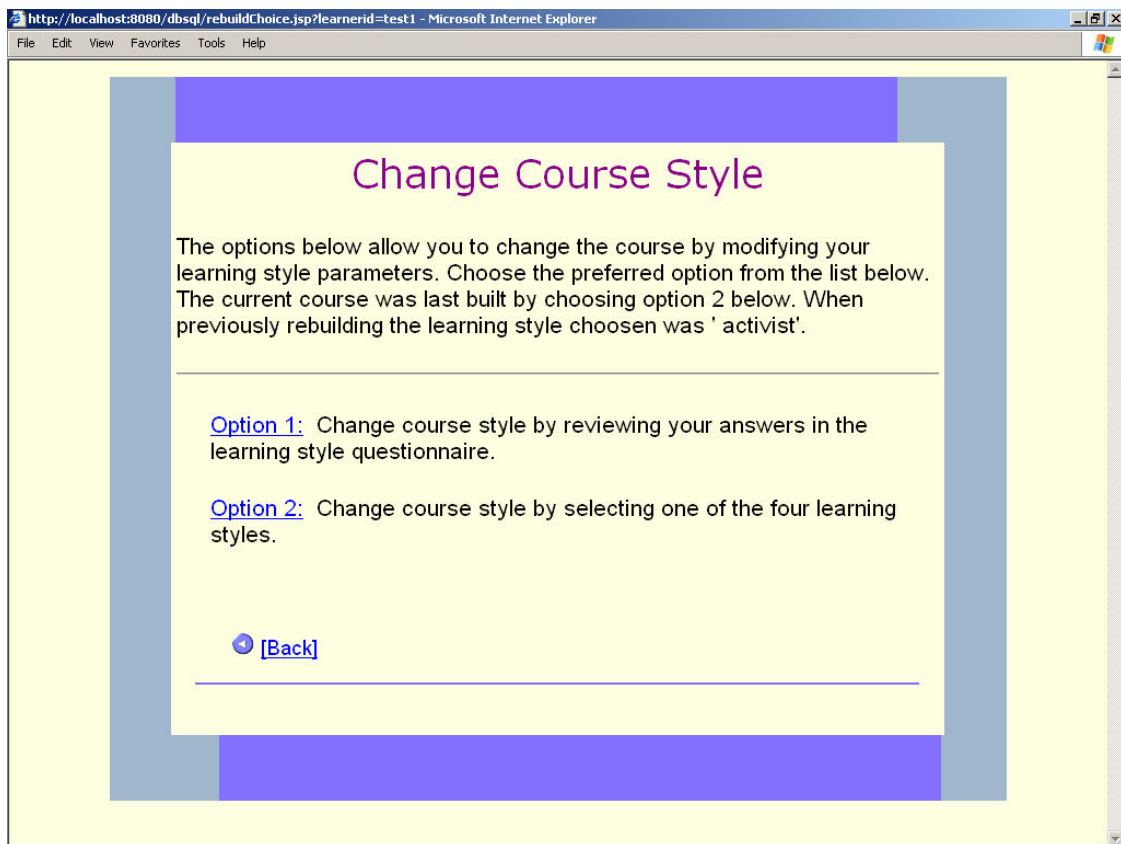 http://localhost:8080/dbsql/rebuildChoice.jsp?learnerid=test1 - Microsoft Internet Explorer
File Edit View Favorites Tools Help
Change Course Style
The options below allow you to change the course by modifying your
learning style parameters. Choose the preferred option from the list below.
The current course was last built by choosing option 2 below. When
previously rebuilding the learning style choosen was ' activist'.
Option 1: Change course style by reviewing your answers in the
learning style questionnaire.
Option 2: Change course style by selecting one of the four learning
styles.
[Back]